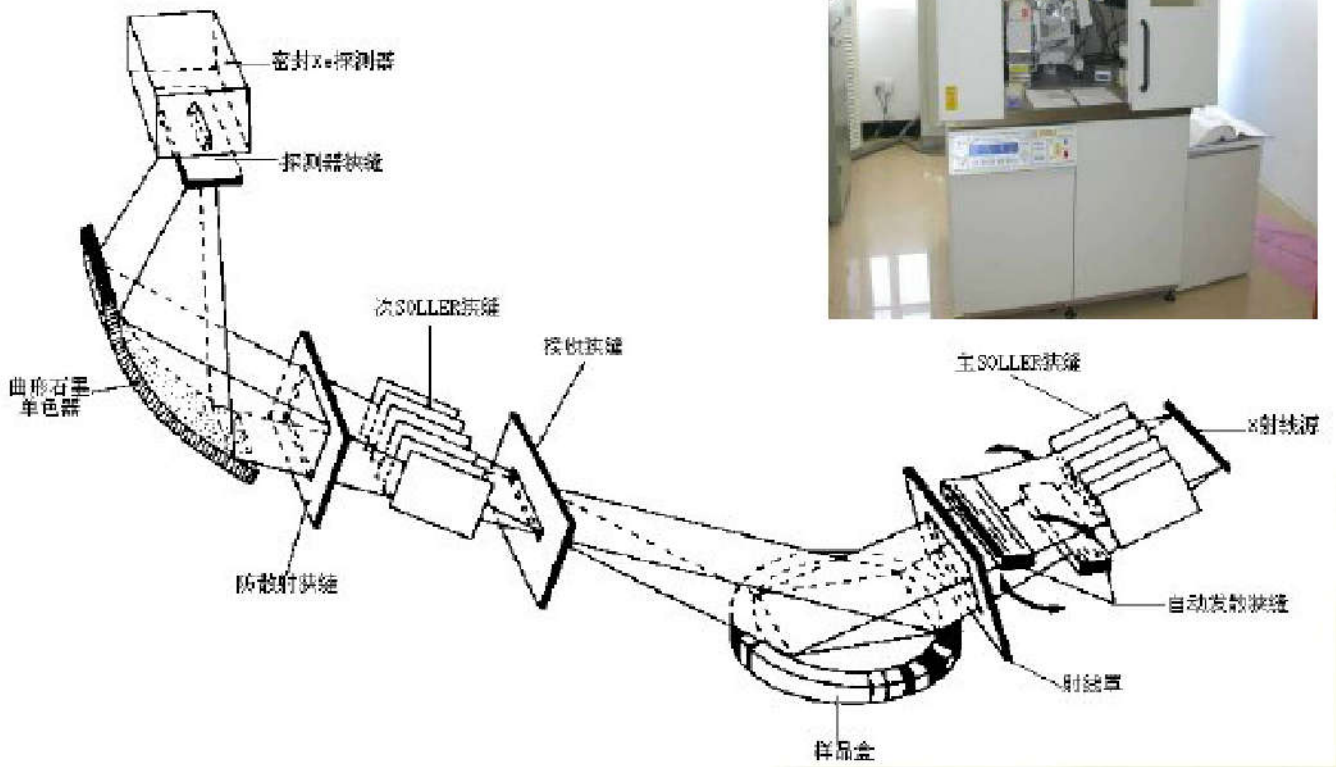 密封Xe探测器
探测器狭缝
次SOLLER狭缝
接收狭缝
主SOLLER狭缝
曲形石墨
单色器
X射线源
防散射狭缝
自动发散狭缝
射线罩
样品盒